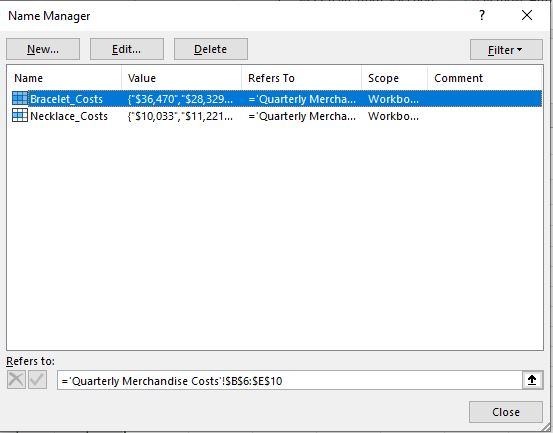 Name Manager
? ×
New... Edit... Delete Filter
Name Value Refers To Scope Comment
Bracelet_Costs {"$36,470","$28,329... ='Quarterly Mercha... Workbo...
Necklace_Costs {"$10,033","$11,221... ='Quarterly Mercha... Workbo...
Refers to:
='Quarterly Merchandise Costs'!$B$6:$E$10
Close